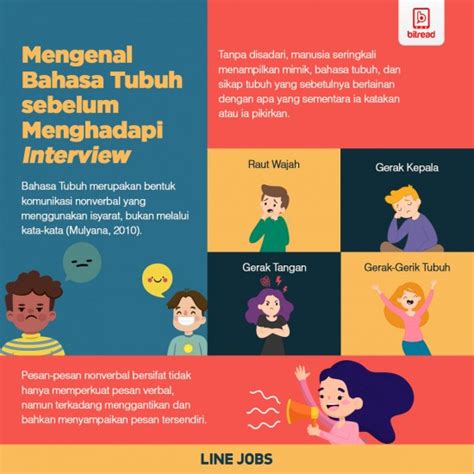 Mengenal
Bahasa Tubuh
sebelum
Menghadapi
Interview
Bahasa Tubuh merupakan bentuk
komunikasi nonverbal yang
menggunakan isyarat, bukan melalui
kata-kata (Mulyana, 2010).
bitread
Tanpa disadari, manusia seringkali
menampilkan mimik, bahasa tubuh, dan
sikap tubuh yang sebetulnya berlainan
dengan apa yang sementara ia katakan
atau ia pikirkan.
Raut Wajah
Gerak Kepala
Gerak Tangan
Gerak-Gerik Tubuh
Pesan-pesan nonverbal bersifat tidak
hanya memperkuat pesan verbal,
namun terkadang menggantikan dan
bahkan menyampaikan pesan tersendiri.
LINE JOBS